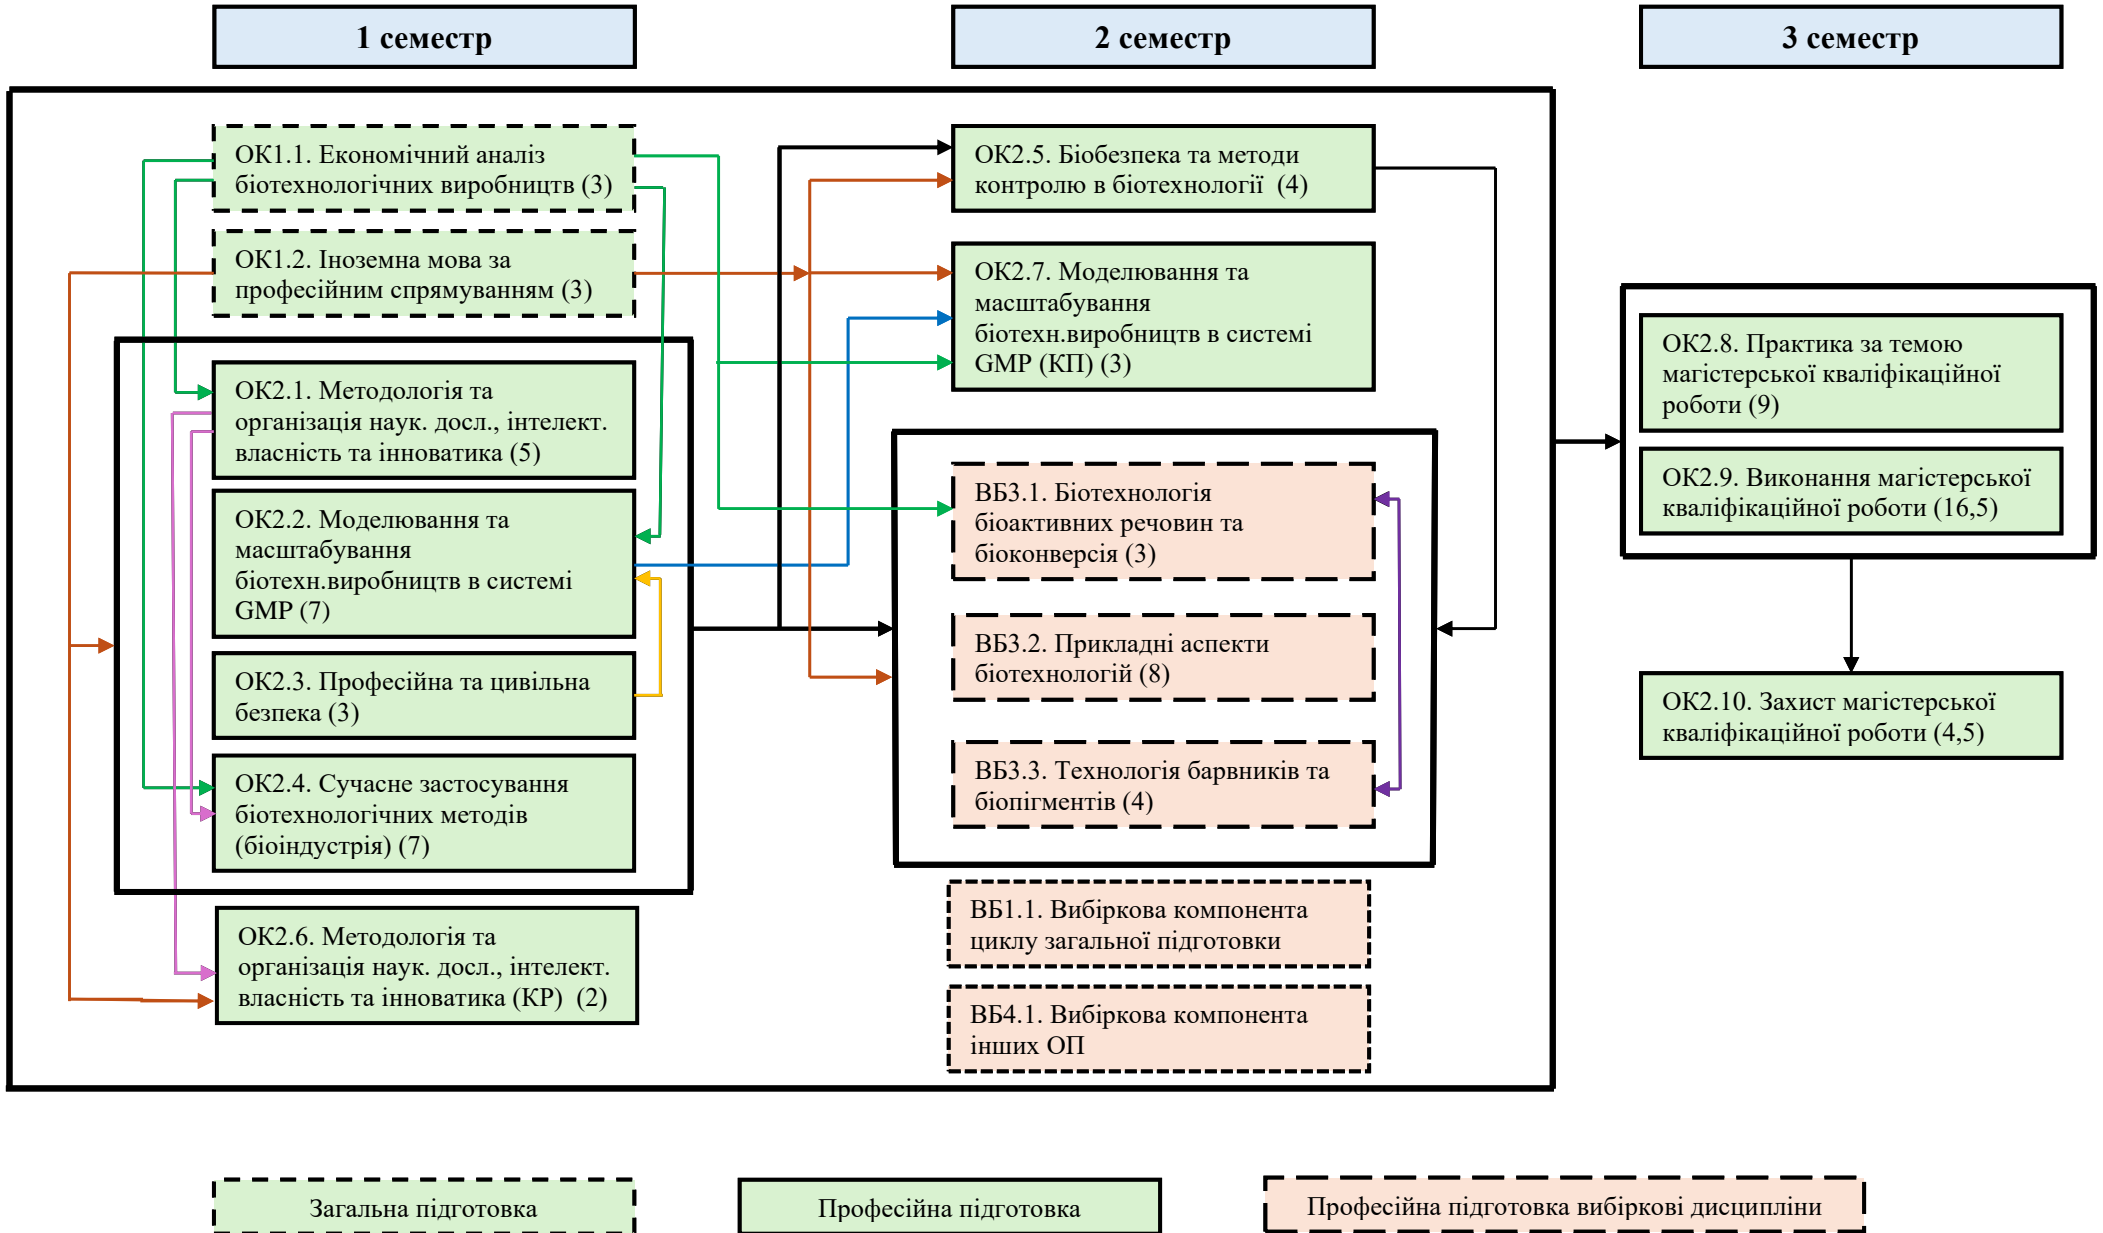 1 семестр
2 семестр
3 семестр
ОК1.1. Економічний аналіз
біотехнологічних виробництв (3)
ОК1.2. Іноземна мова за
професійним спрямуванням (3)
ОК2.1. Методологія та
організація наук. досл., інтелект.
власність та інноватика (5)
ОК2.2. Моделювання та
масштабування
біотехн.виробництв в системі
GMP (7)
ОК2.3. Професійна та цивільна
безпека (3)
ОК2.4. Сучасне застосування
біотехнологічних методів
(біоіндустрія) (7)
ОК2.6. Методологія та
організація наук. досл., інтелект.
власність та інноватика (КР)  (2)
ОК2.5. Біобезпека та методи
контролю в біотехнології  (4)
ОК2.7. Моделювання та
масштабування
біотехн.виробництв в системі
GMP (КП) (3)
ВБ3.1. Біотехнологія
біоактивних речовин та
біоконверсія (3)
ВБ3.2. Прикладні аспекти
біотехнологій (8)
ВБ3.3. Технологія барвників та
біопігментів (4)
ВБ1.1. Вибіркова компонента
циклу загальної підготовки
ВБ4.1. Вибіркова компонента
інших ОП
ОК2.8. Практика за темою
магістерської кваліфікаційної
роботи (9)
ОК2.9. Виконання магістерської
кваліфікаційної роботи (16,5)
ОК2.10. Захист магістерської
кваліфікаційної роботи (4,5)
Загальна підготовка
Професійна підготовка
Професійна підготовка вибіркові дисципліни